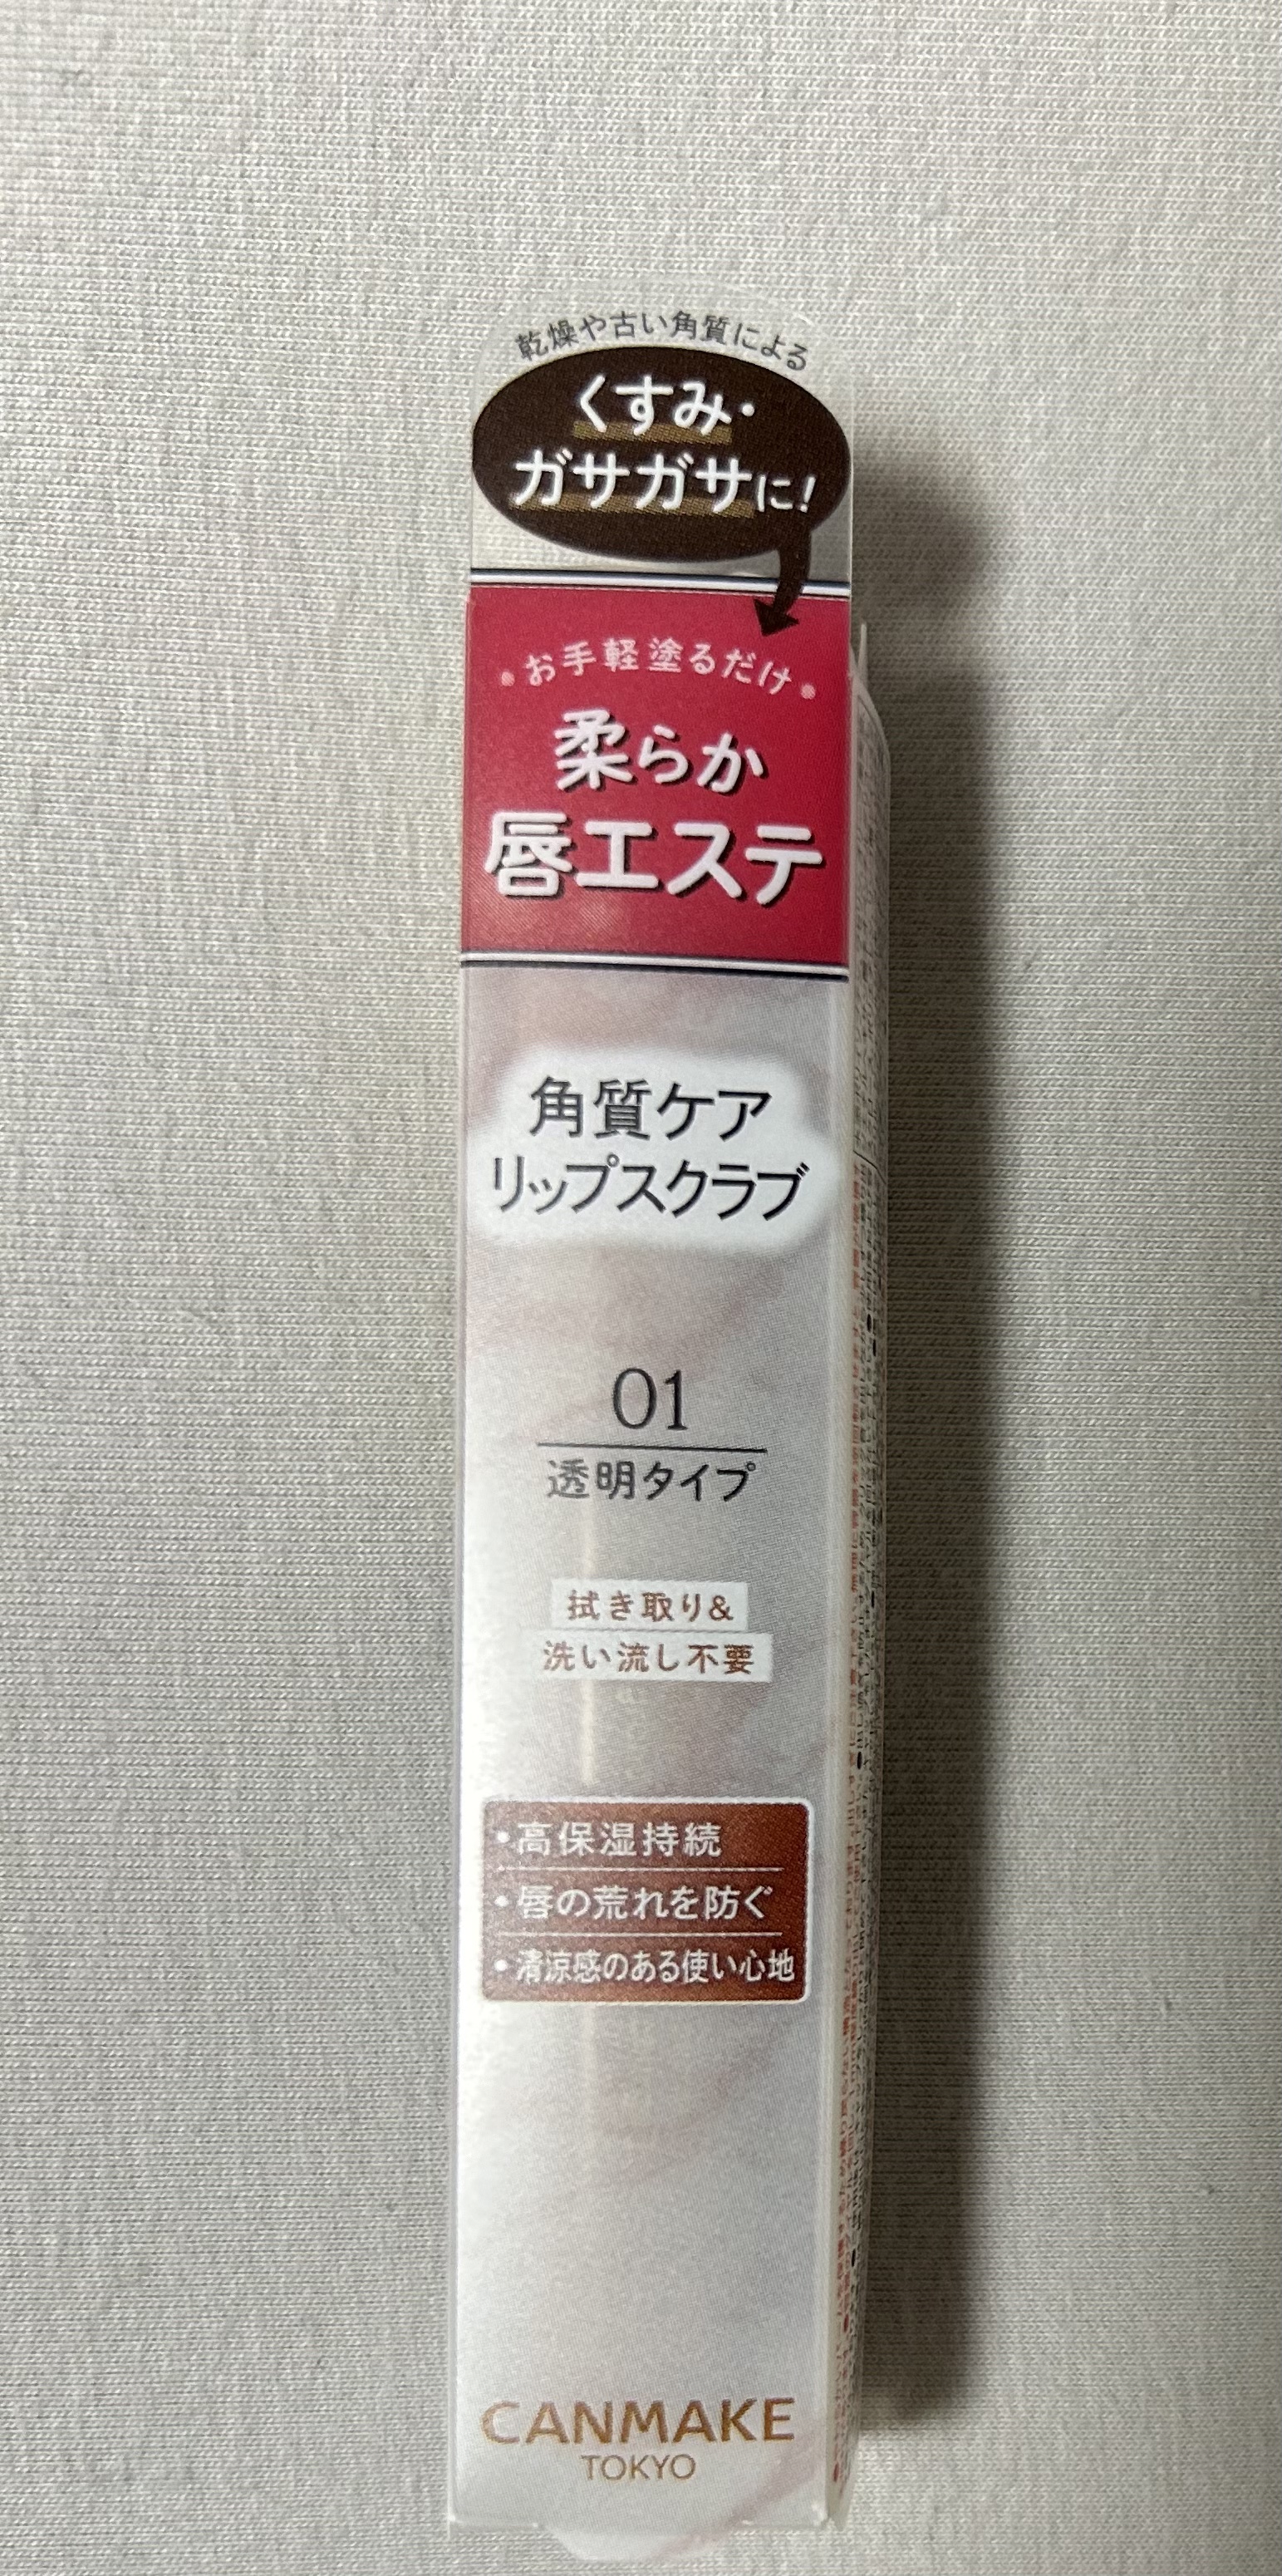 乾燥や古い角質による
くすみ・
ガサガサに!
・お手軽塗るだけ・
柔らか
唇エステ
角質ケア
リップスクラブ
01
透明タイプ
拭き取り&
洗い流し不要
・高保湿持続
・唇の荒れを防ぐ
・清涼感のある使い心地
CANMAKE
TOKYO